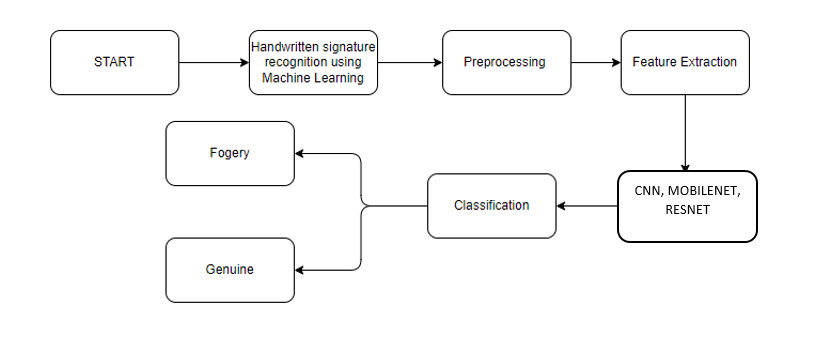 START
Handwritten signature
recognition using
Machine Learning
Preprocessing
Feature Extraction
CNN, MOBILENET,
RESNET
Classification
Fogery
Genuine